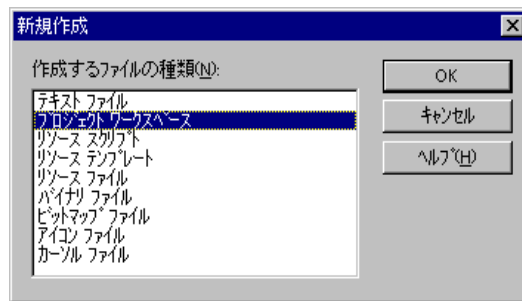 新規作成
作成するファイルの種類(N):
テキスト ファイル
プロジェクト ワークスペース
リソース スクリプト
リソース テンプレート
リソース ファイル
バイナリ ファイル
ビットマップ ファイル
アイコン ファイル
カーソル ファイル
OK
キャンセル
ヘルプ(H)